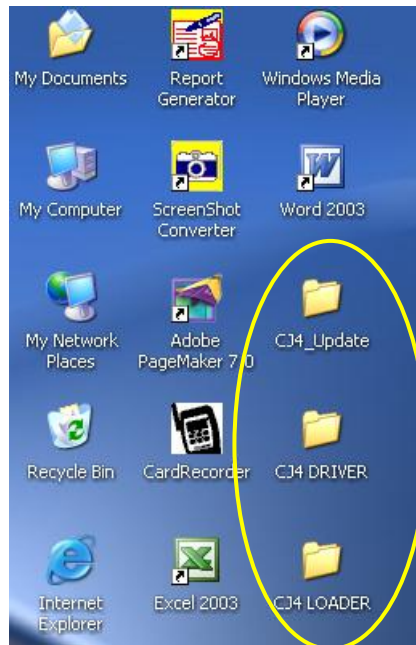 My Documents
Report
Generator
Windows Media
Player
My Computer
ScreenShot
Converter
Word 2003
My Network
Places
Adobe
PageMaker 7.0
CJ4_Update
Recycle Bin
CardRecorder
CJ4 DRIVER
Internet
Explorer
Excel 2003
CJ4 LOADER